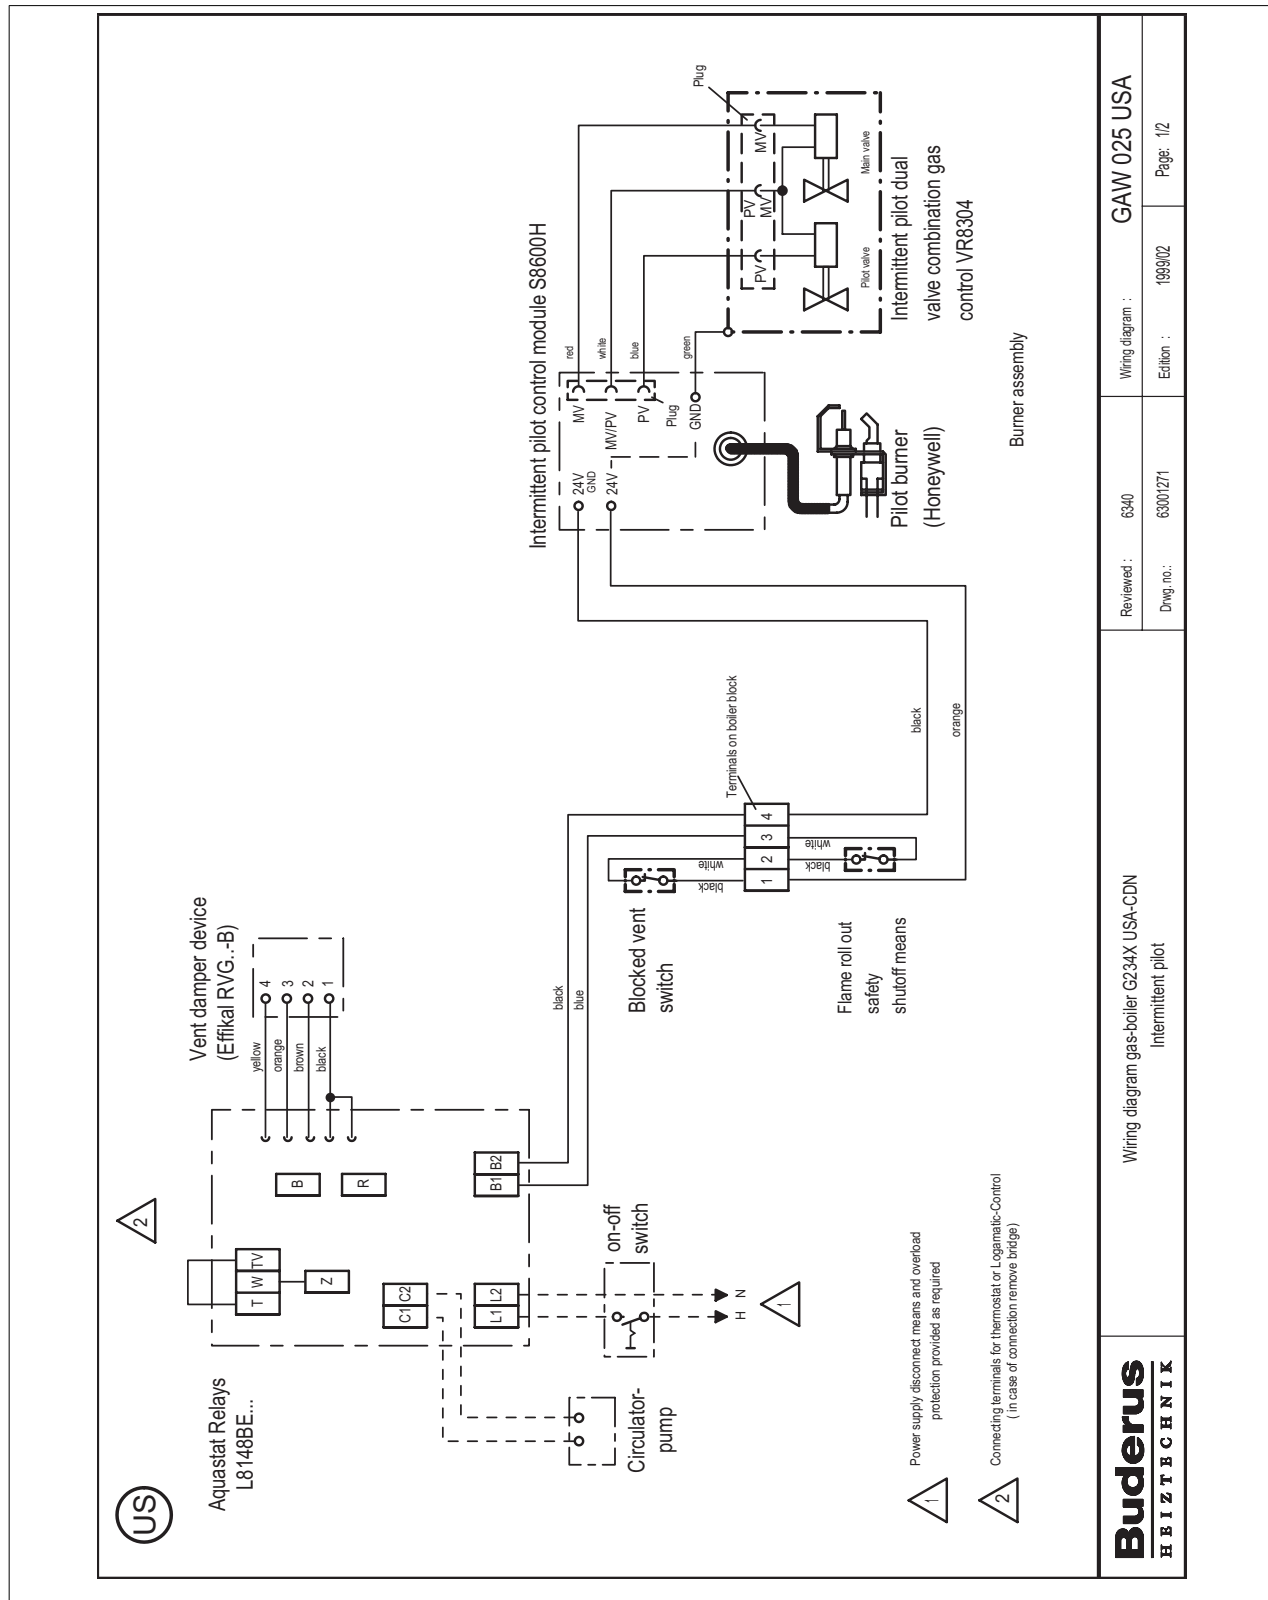 US
Aquastat Relays
L8148BE...
2
Vent damper device
(Effikal RVG..-B)
yellow
orange
brown
black
4
3
2
1
T
W
TV
Z
B
R
C1
C2
L1
L2
B1
B2
Circulator-
pump
on-off
switch
H
N
1
black
blue
Blocked vent
switch
black
white
1
2
3
4
Terminals on boiler block
black
white
Flame roll out
safety
shutoff means
black
orange
Intermittent pilot control module S8600H
24V
GND
24V
MV
MV/PV
PV
Plug
GND
red
white
blue
green
Plug
PV
PV
MV
MV
Pilot valve
Main valve
Intermittent pilot dual
valve combination gas
control VR8304
Pilot burner
(Honeywell)
Burner assembly
1
Power supply disconnect means and overload
protection provided as required
2
Connecting terminals for thermostat or Logamatic-Control
( in case of connection remove bridge)
Buderus
HEIZTECHNIK
Wiring diagram gas-boiler G234X USA-CDN
Intermittent pilot
Reviewed : 6340
Drwg. no.: 63001271
Wiring diagram : GAW 025 USA
Edition : 1999/02
Page: 1/2